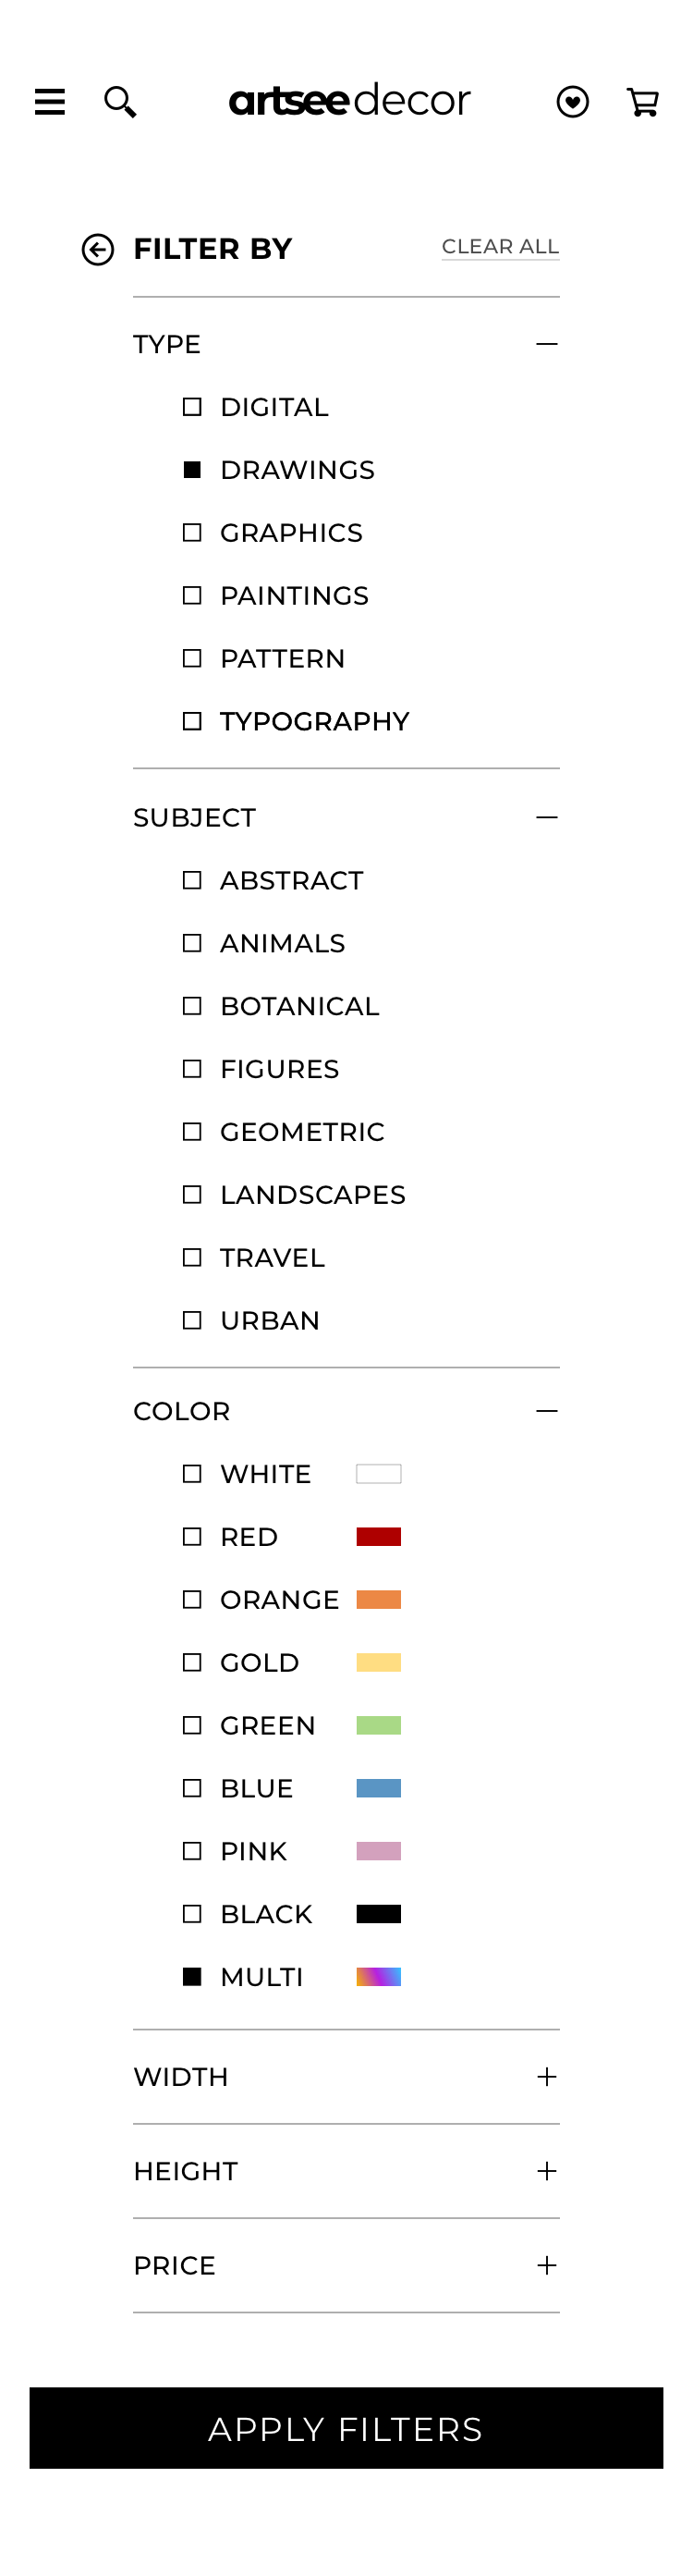 artseedecor
FILTER BY
CLEAR ALL
TYPE
DIGITAL
DRAWINGS
GRAPHICS
PAINTINGS
PATTERN
TYPOGRAPHY
SUBJECT
ABSTRACT
ANIMALS
BOTANICAL
FIGURES
GEOMETRIC
LANDSCAPES
TRAVEL
URBAN
COLOR
WHITE
RED
ORANGE
GOLD
GREEN
BLUE
PINK
BLACK
MULTI
WIDTH
HEIGHT
PRICE
APPLY FILTERS